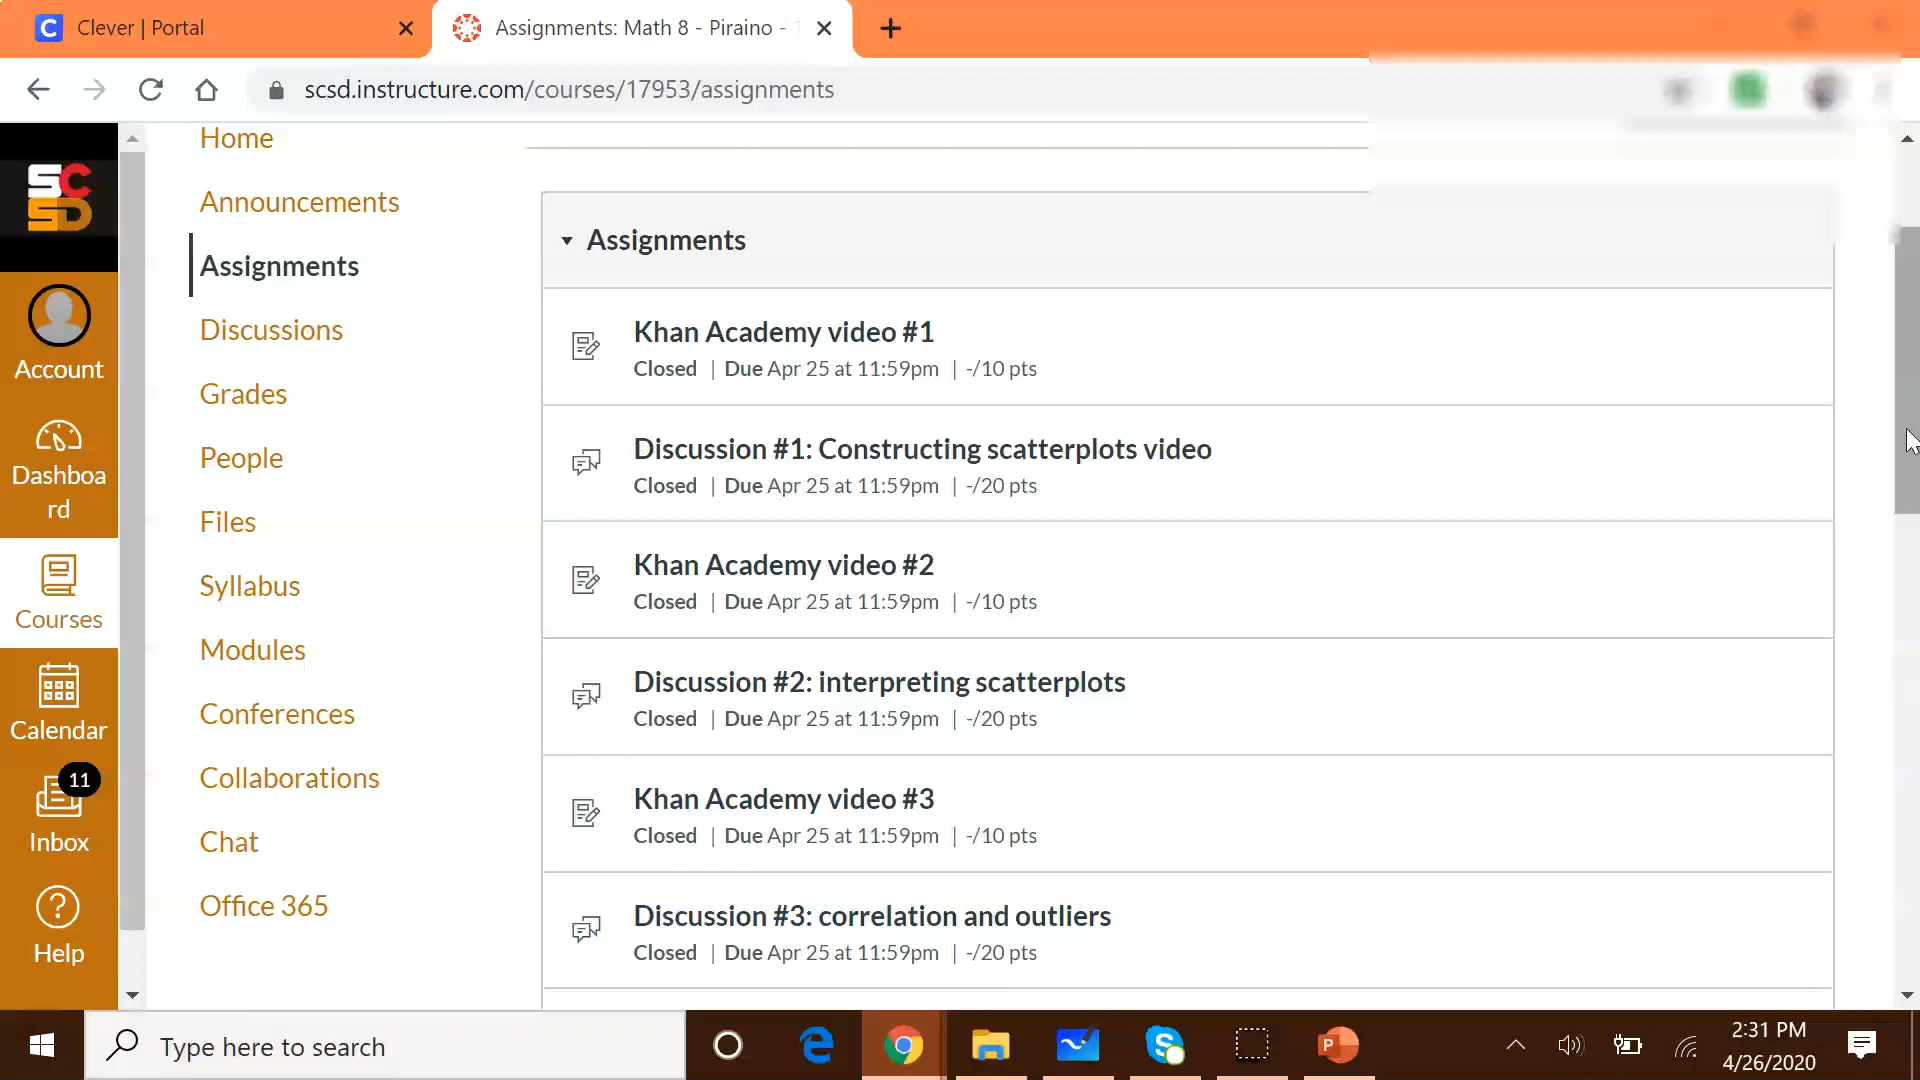 Clever | Portal
Assignments: Math 8 - Piraino -
scsd.instructure.com/courses/17953/assignments
SC
SD
Account
Dashboa
rd
Courses
Calendar
11
Inbox
Help
Home
Announcements
Assignments
Discussions
Grades
People
Files
Syllabus
Modules
Conferences
Collaborations
Chat
Office 365
Assignments
Khan Academy video #1
Closed | Due Apr 25 at 11:59pm | -/10 pts
Discussion #1: Constructing scatterplots video
Closed | Due Apr 25 at 11:59pm | -/20 pts
Khan Academy video #2
Closed | Due Apr 25 at 11:59pm | -/10 pts
Discussion #2: interpreting scatterplots
Closed | Due Apr 25 at 11:59pm | -/20 pts
Khan Academy video #3
Closed | Due Apr 25 at 11:59pm | -/10 pts
Discussion #3: correlation and outliers
Closed | Due Apr 25 at 11:59pm | -/20 pts
Type here to search
2:31 PM
4/26/2020